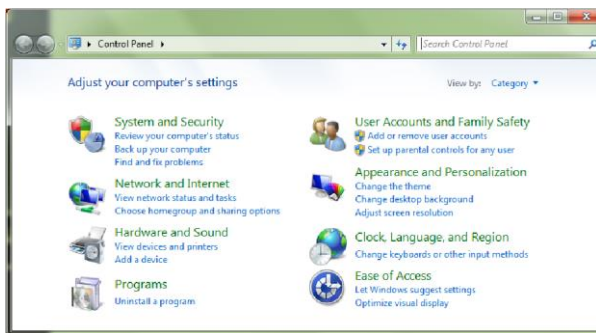 Control Panel
Search Control Panel
Adjust your computer's settings
View by: Category
System and Security
Review your computer's status
Back up your computer
Find and fix problems
Network and Internet
View network status and tasks
Choose homegroup and sharing options
Hardware and Sound
View devices and printers
Add a device
Programs
Uninstall a program
User Accounts and Family Safety
Add or remove user accounts
Set up parental controls for any user
Appearance and Personalization
Change the theme
Change desktop background
Adjust screen resolution
Clock, Language, and Region
Change keyboards or other input methods
Ease of Access
Let Windows suggest settings
Optimize visual display